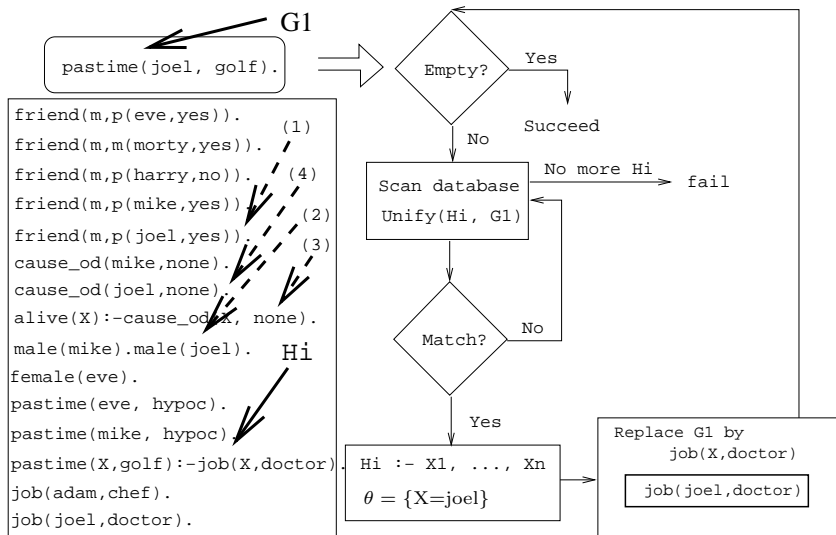 G1
pastime(joel, golf).
friend(m,p(eve,yes)).
friend(m,m(morty,yes)).
friend(m,p(harry,no)).
friend(m,p(mike,yes)).
friend(m,p(joel,yes)).
cause_od(mike,none).
cause_od(joel,none).
alive(X):-cause_od(X, none).
male(mike).male(joel).
female(eve).
pastime(eve, hypoc).
pastime(mike, hypoc).
pastime(X,golf):-job(X,doctor).
job(adam,chef).
job(joel,doctor).
(1)
(4)
(2)
(3)
Hi
Empty?
Yes
Succeed
No
Scan database
Unify(Hi, G1)
No more Hi
fail
Match?
No
Yes
Hi :- X1, ..., Xn
θ = {X=joel}
Replace G1 by
job(X,doctor)
job(joel,doctor)